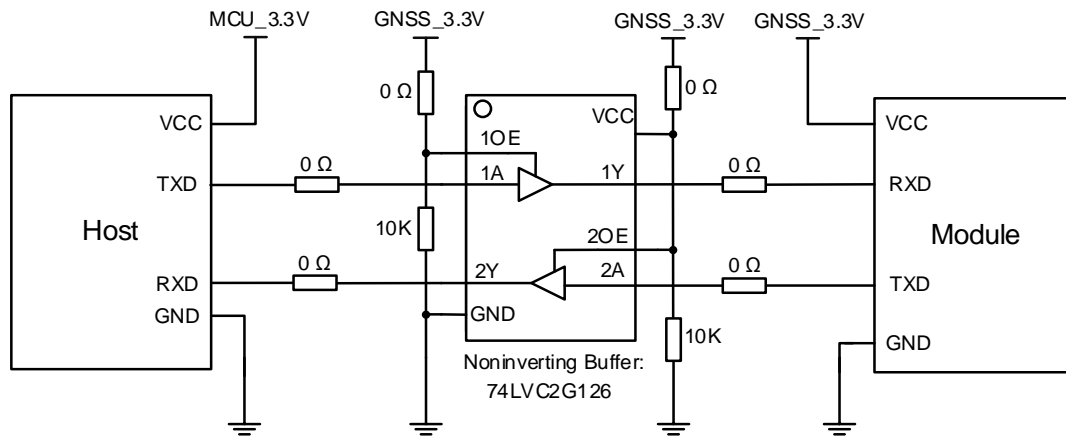 MCU_3.3V
GNSS_3.3V
GNSS_3.3V
GNSS_3.3V
0 Ω
0 Ω
VCC
VCC
VCC
1OE
0 Ω
0 Ω
TXD
1A
1Y
RXD
Host
10K
2OE
Module
0 Ω
0 Ω
RXD
2Y
2A
TXD
GND
GND
10K
GND
Noninverting Buffer:
74LVC2G126